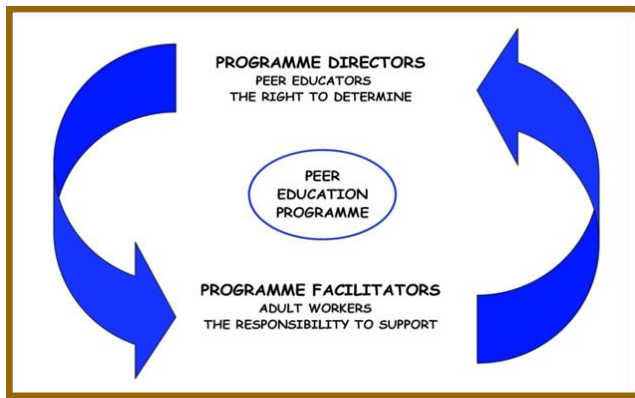 PROGRAMME DIRECTORS
PEER EDUCATORS
THE RIGHT TO DETERMINE
PEER
EDUCATION
PROGRAMME
PROGRAMME FACILITATORS
ADULT WORKERS
THE RESPONSIBILITY TO SUPPORT